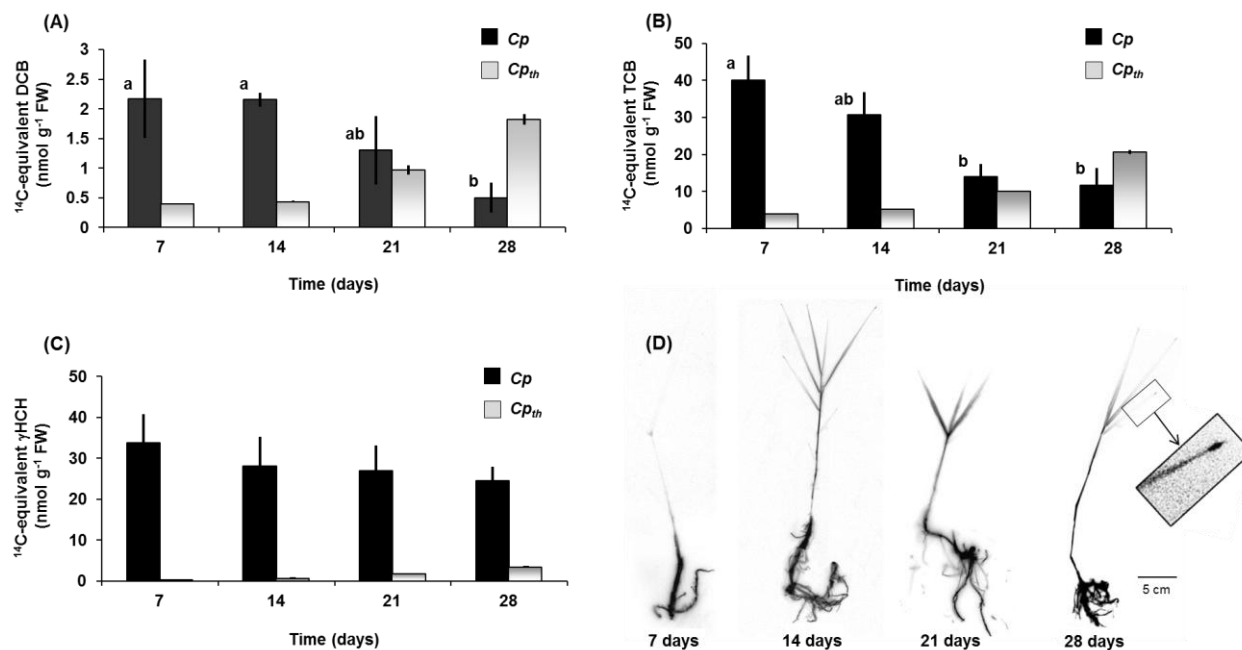 (A)
Cp
Cpth
3
2.5
2
1.5
1
0.5
0
¹⁴C-equivalent DCB
(nmol g⁻¹ FW)
a
a
ab
b
7 14 21 28
Time (days)
(B)
Cp
Cpth
50
40
30
20
10
0
¹⁴C-equivalent TCB
(nmol g⁻¹ FW)
a
ab
b
b
7 14 21 28
Time (days)
(C)
Cp
Cpth
50
40
30
20
10
0
¹⁴C-equivalent γHCH
(nmol g⁻¹ FW)
7 14 21 28
Time (days)
(D)
5 cm
7 days 14 days 21 days 28 days